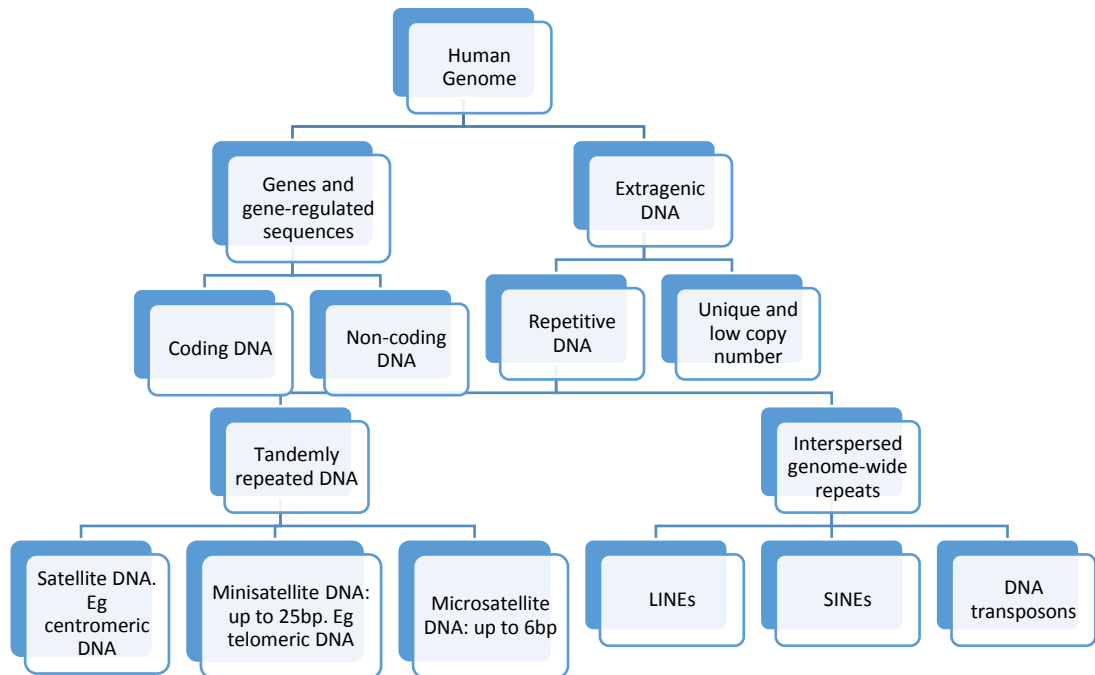 Human
Genome
Genes and
gene-regulated
sequences
Extragenic
DNA
Coding DNA
Non-coding
DNA
Repetitive
DNA
Unique and
low copy
number
Tandemly
repeated DNA
Interspersed
genome-wide
repeats
Satellite DNA.
Eg
centromeric
DNA
Minisatellite DNA:
up to 25bp. Eg
telomeric DNA
Microsatellite
DNA: up to 6bp
LINEs
SINEs
DNA
transposons